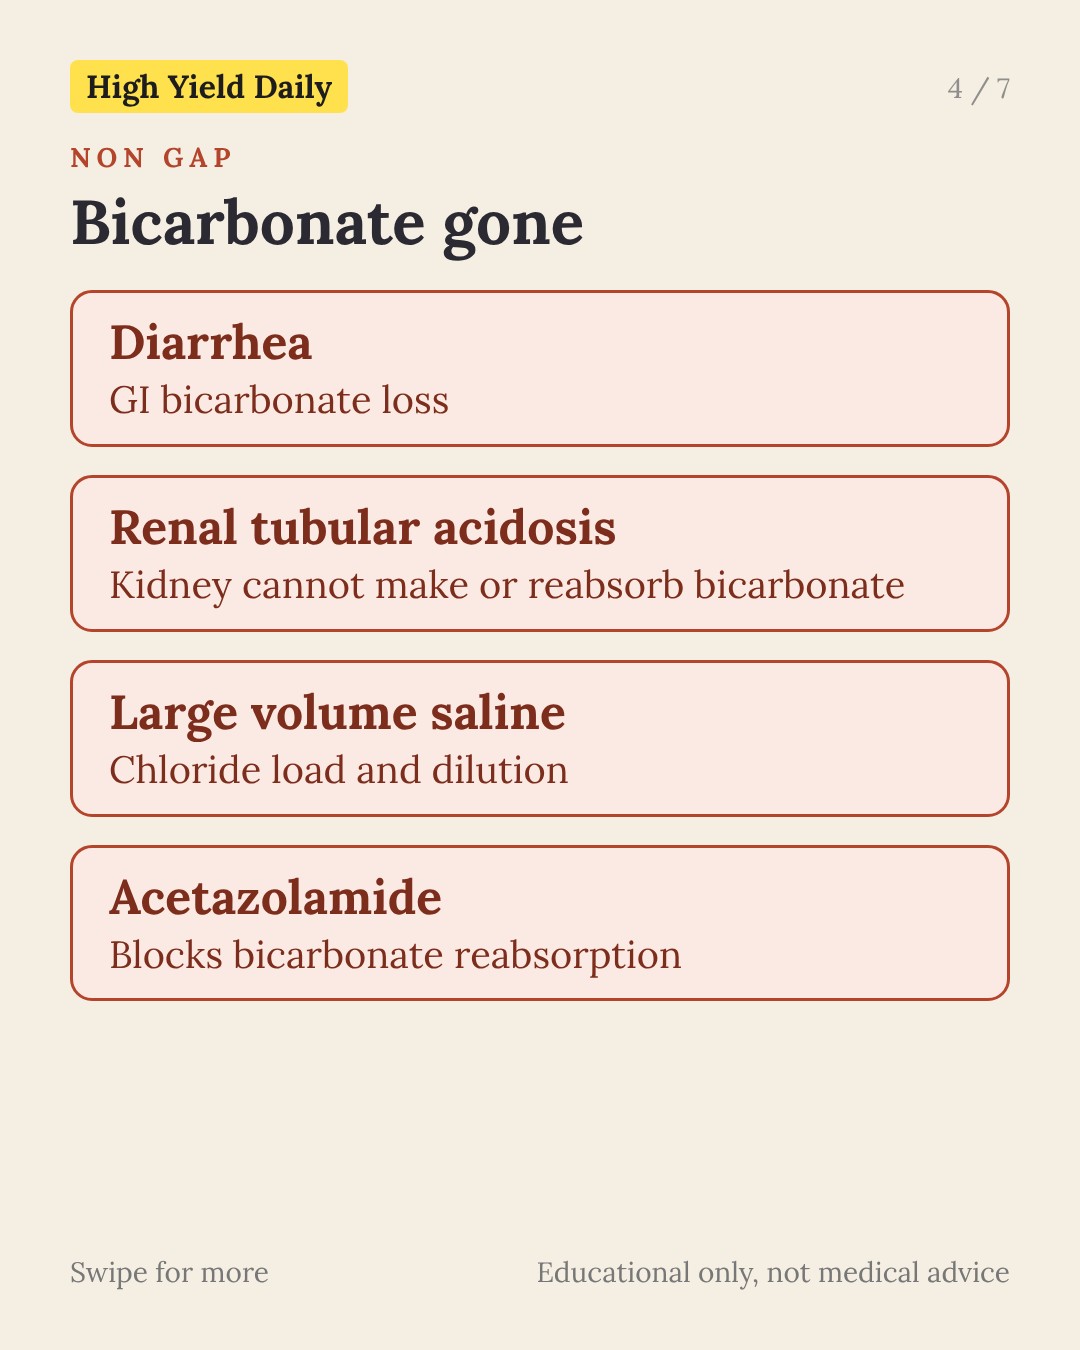 High Yield Daily
4 / 7
NON GAP
Bicarbonate gone
Diarrhea
GI bicarbonate loss
Renal tubular acidosis
Kidney cannot make or reabsorb bicarbonate
Large volume saline
Chloride load and dilution
Acetazolamide
Blocks bicarbonate reabsorption
Swipe for more
Educational only, not medical advice